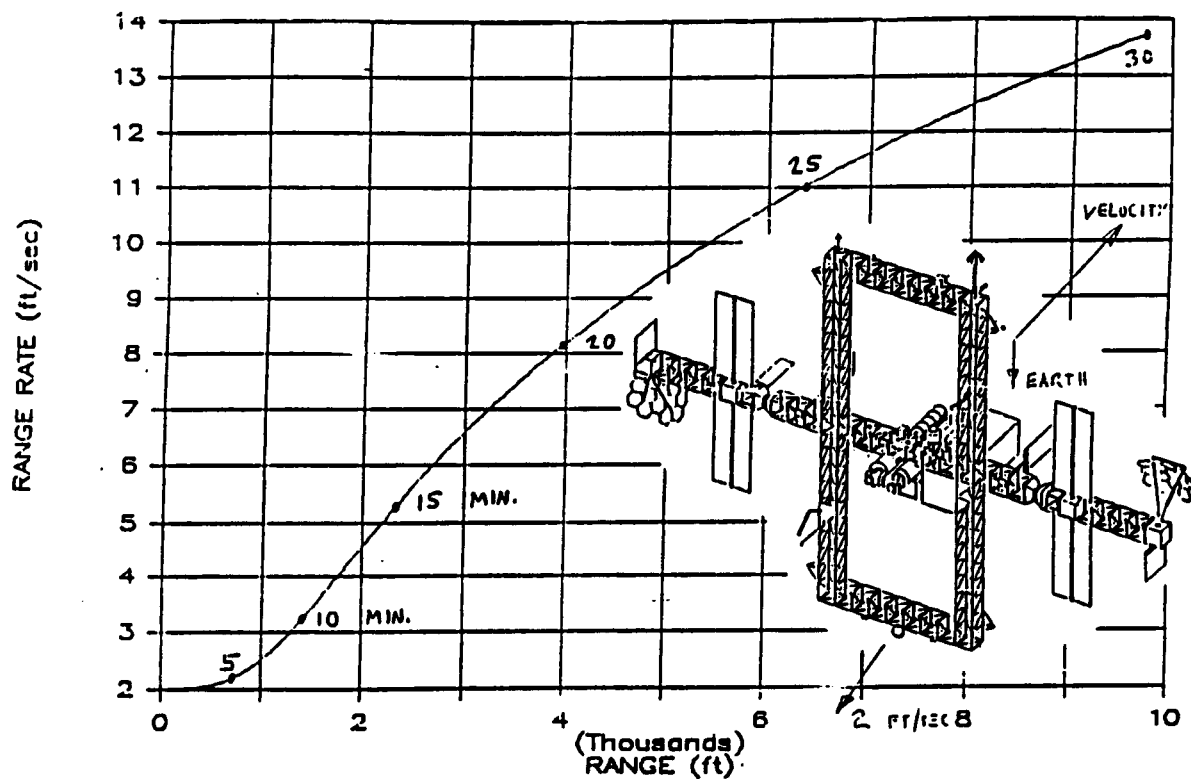 14
13
12
11
10
9
8
7
6
5
4
3
2
RANGE RATE (ft/sec)
30
25
VELOCITY
20
EARTH
15 MIN.
10 MIN.
5
2 FT/SEC
0
2
4
6
8
10
(Thousands)
RANGE (ft)